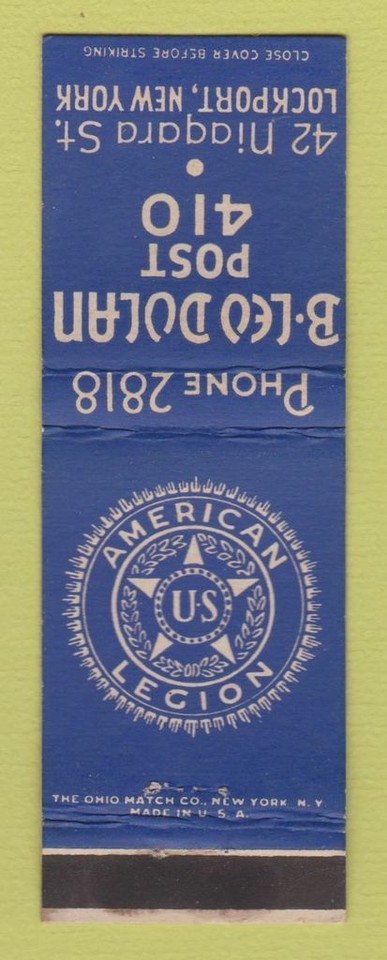 CLOSE COVER BEFORE STRIKING
PHONE 2818
B·LEO DOLAN
POST
410
42 Niagara St.
LOCKPORT, NEW YORK
AMERICAN
U·S
LEGION
THE OHIO MATCH CO., NEW YORK N. Y.
MADE IN U. S. A.